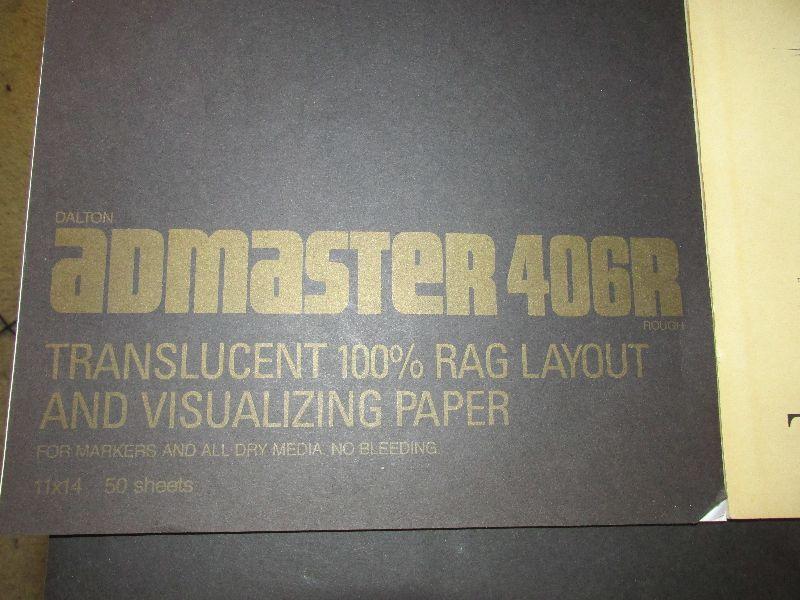 DALTON
aDMaSTeR 406R
ROUGH
TRANSLUCENT 100% RAG LAYOUT
AND VISUALIZING PAPER
FOR MARKERS AND ALL DRY MEDIA. NO BLEEDING.
11x14 50 sheets